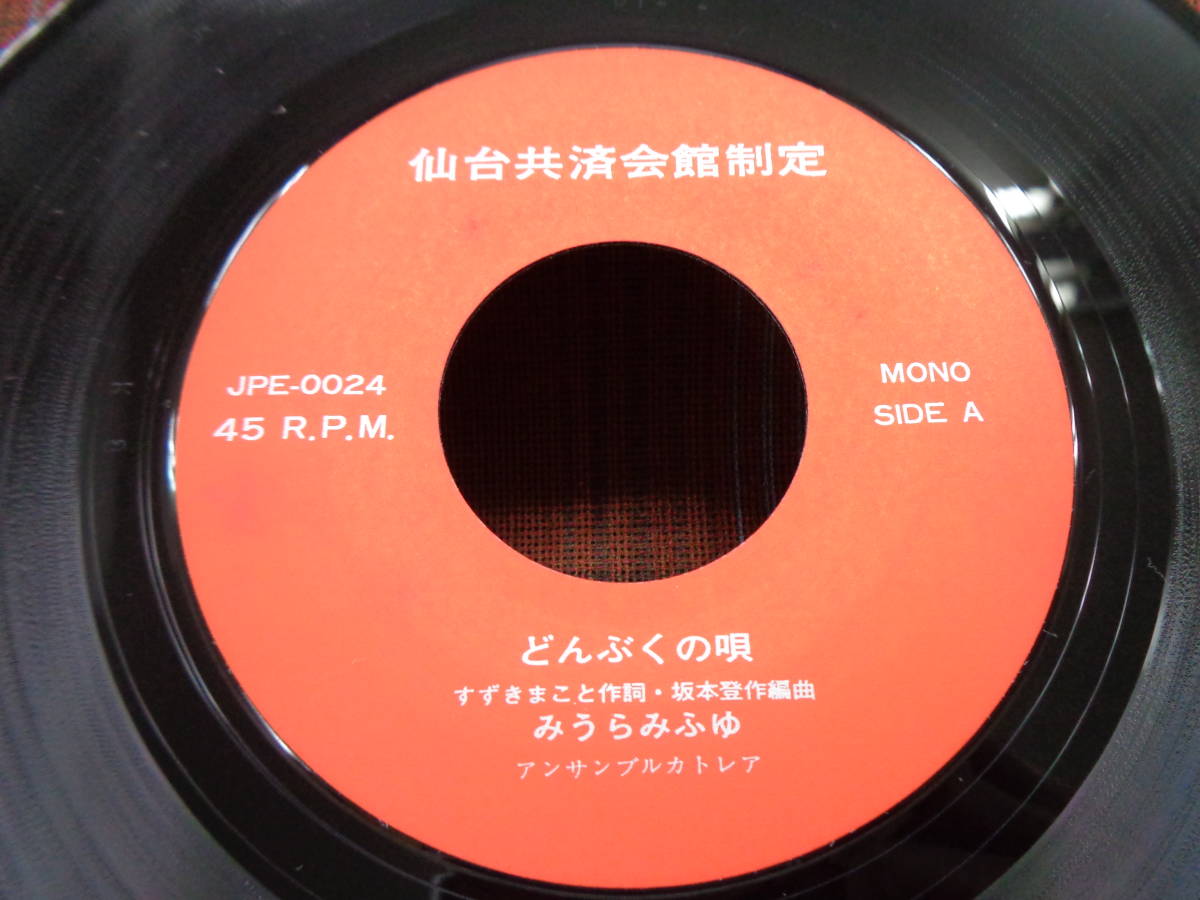 仙台共済会館制定
JPE-0024
45 R.P.M.
MONO
SIDE A
どんぶくの唄
すずきまこと作詞・坂本登作編曲
みうらみふゆ
アンサンブルカトレア